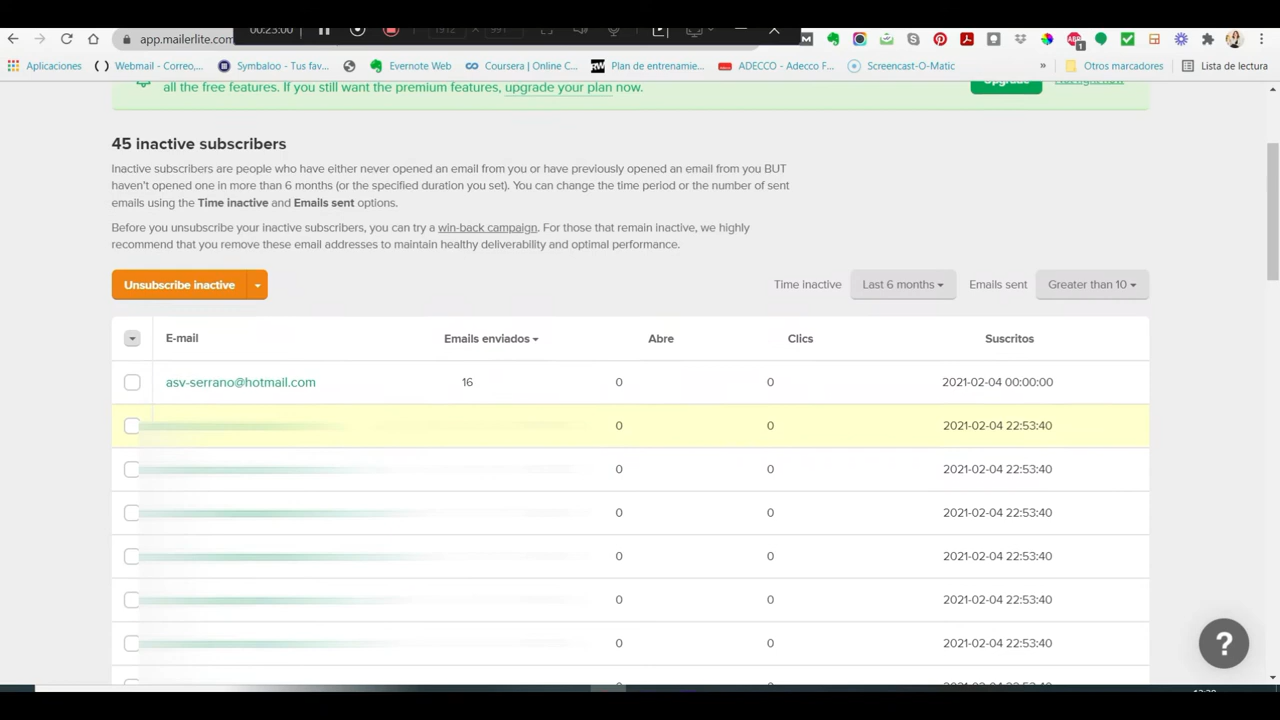 00:23:00
1912 × 991
app.mailerlite.com
Aplicaciones
Webmail - Correo,...
Symbaloo - Tus fav...
Evernote Web
Coursera | Online C...
Plan de entrenamie...
ADECCO - Adecco F...
Screencast-O-Matic
»
Otros marcadores
Lista de lectura
all the free features. If you still want the premium features, upgrade your plan now.
Upgrade
45 inactive subscribers
Inactive subscribers are people who have either never opened an email from you or have previously opened an email from you BUT
haven't opened one in more than 6 months (or the specified duration you set). You can change the time period or the number of sent
emails using the Time inactive and Emails sent options.
Before you unsubscribe your inactive subscribers, you can try a win-back campaign. For those that remain inactive, we highly
recommend that you remove these email addresses to maintain healthy deliverability and optimal performance.
Unsubscribe inactive
Time inactive Last 6 months Emails sent Greater than 10
E-mail Emails enviados Abre Clics Suscritos
asv-serrano@hotmall.com 16 0 0 2021-02-04 00:00:00
0 0 2021-02-04 22:53:40
0 0 2021-02-04 22:53:40
0 0 2021-02-04 22:53:40
0 0 2021-02-04 22:53:40
0 0 2021-02-04 22:53:40
0 0 2021-02-04 22:53:40
?